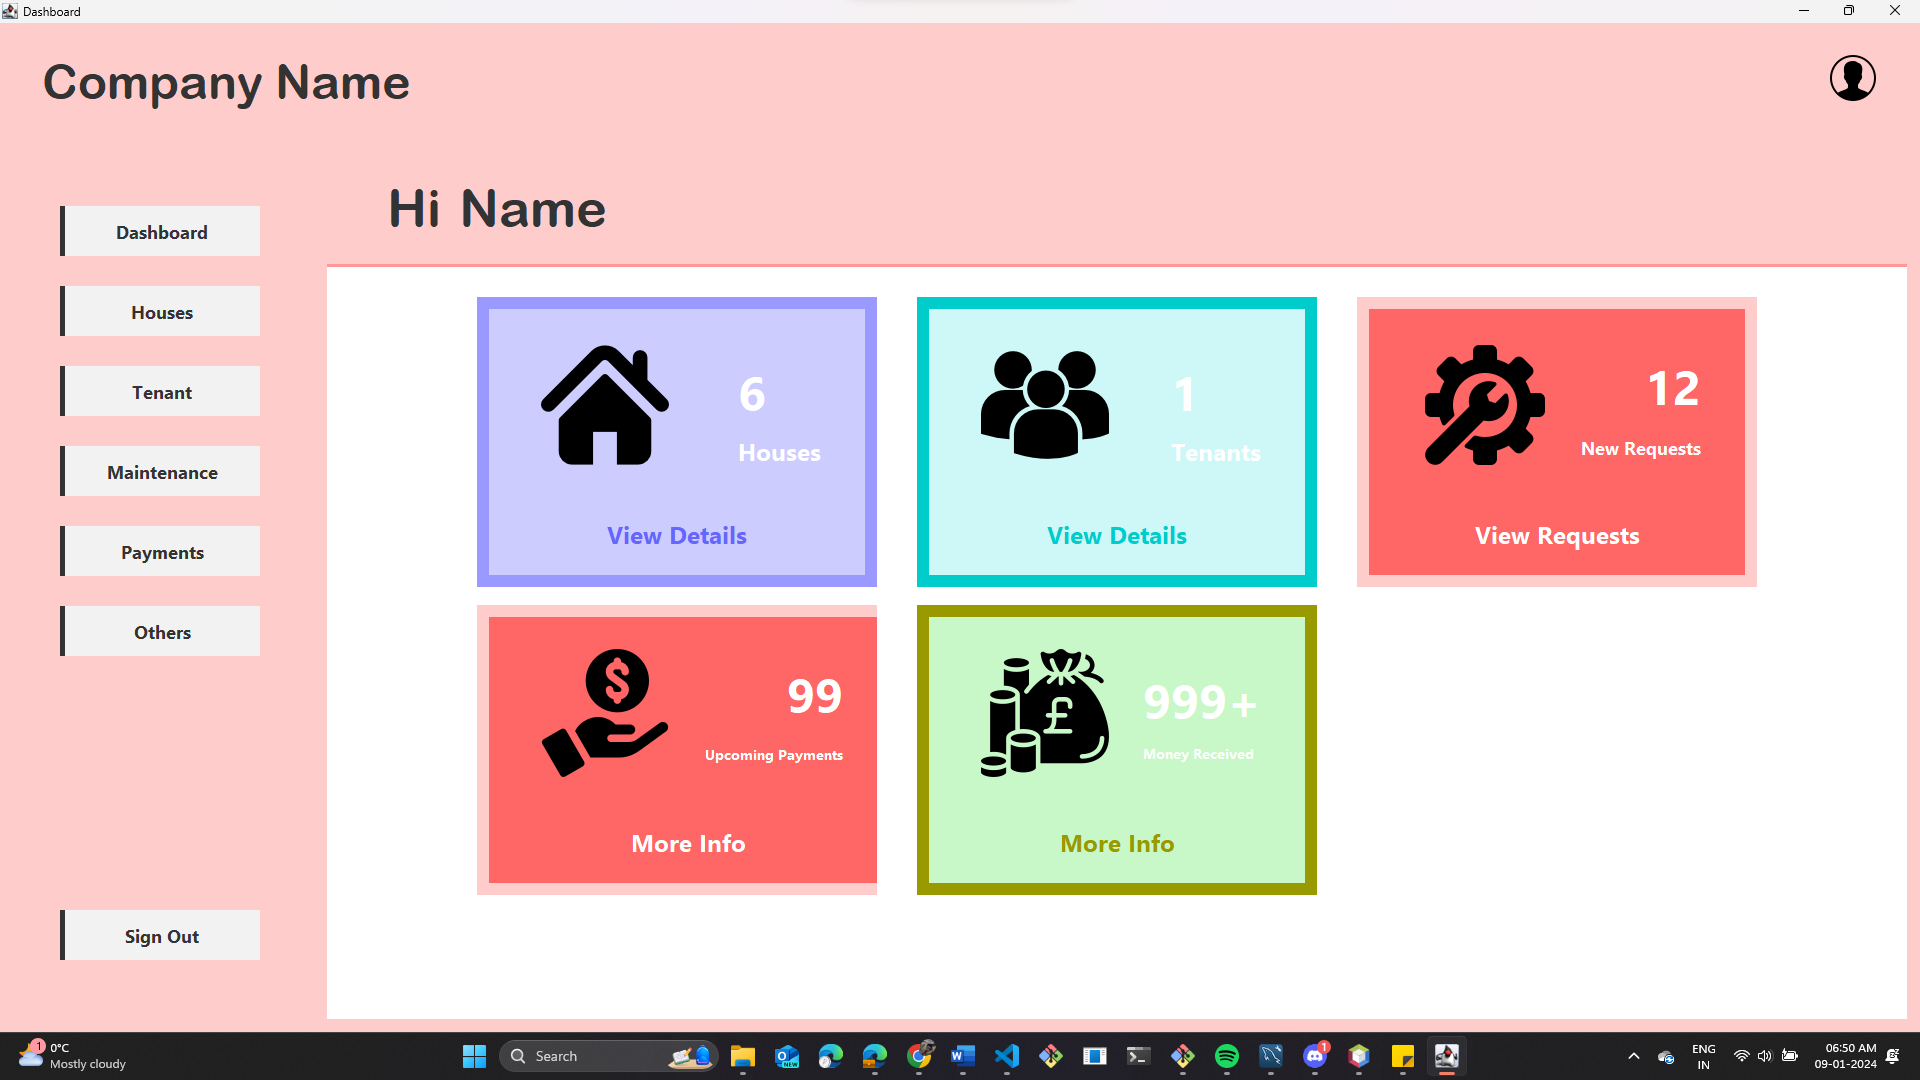 Dashboard
Company Name
Hi Name
Dashboard
Houses
Tenant
Maintenance
Payments
Others
Sign Out
6
Houses
View Details
1
Tenants
View Details
12
New Requests
View Requests
$
99
Upcoming Payments
More Info
£
999+
Money Received
More Info
1
0°C
Mostly cloudy
Search
NEW
W
1
ENG
IN
06:50 AM
09-01-2024